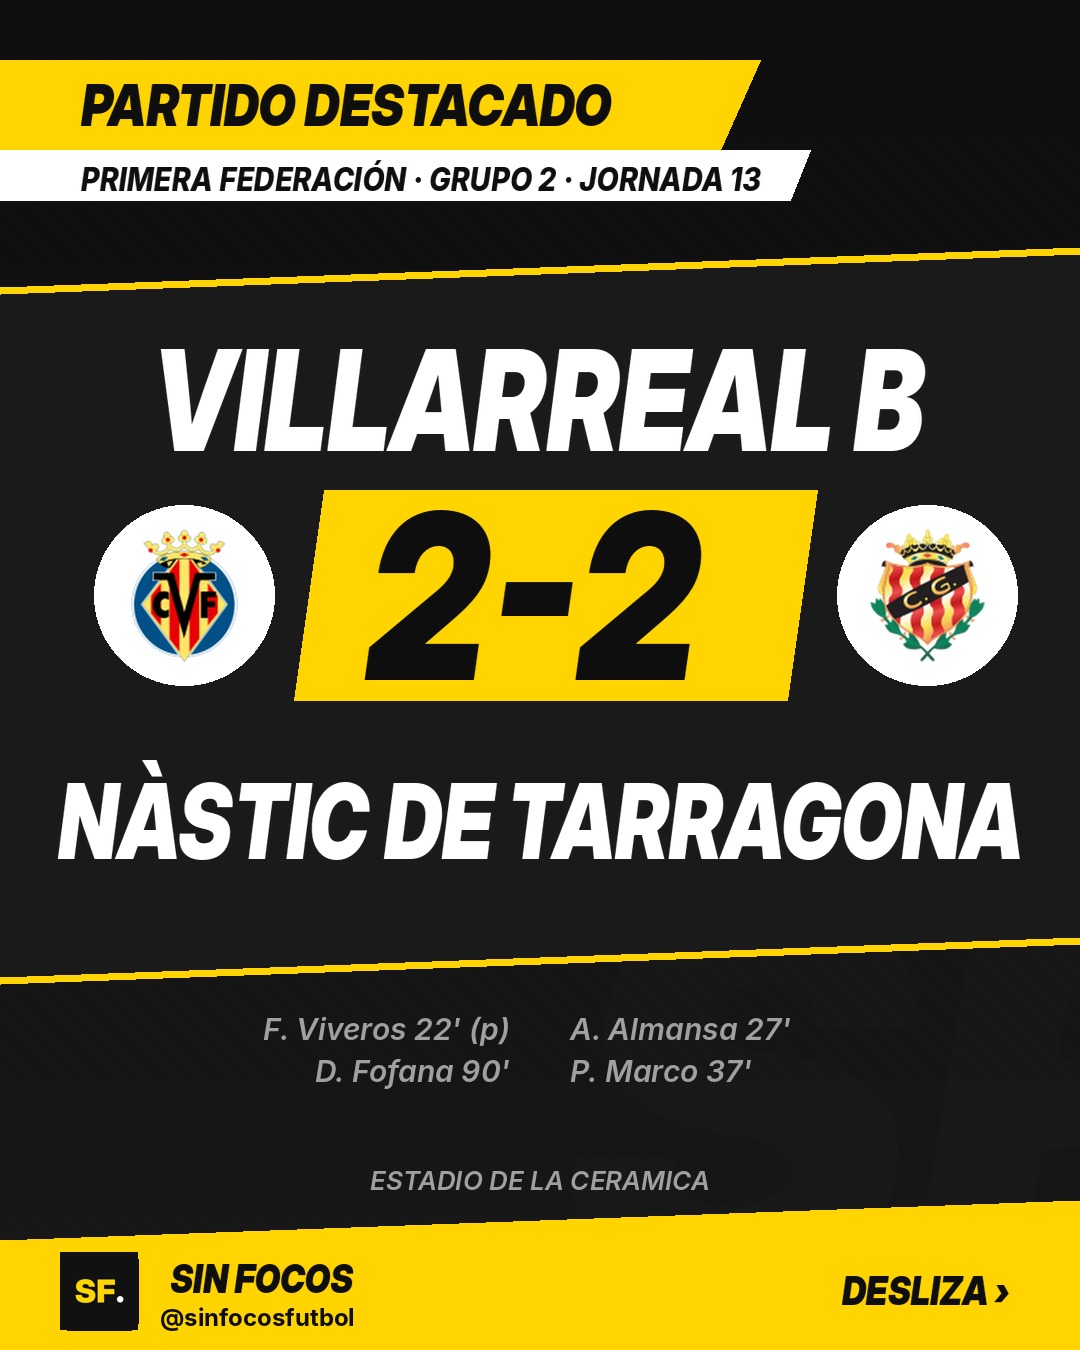 PARTIDO DESTACADO
PRIMERA FEDERACIÓN · GRUPO 2 · JORNADA 13
VILLARREAL B
CVF
2-2
C. G.
NÀSTIC DE TARRAGONA
F. Viveros 22' (p)
A. Almansa 27'
D. Fofana 90'
P. Marco 37'
ESTADIO DE LA CERAMICA
SF.
SIN FOCOS
@sinfocosfutbol
DESLIZA ›